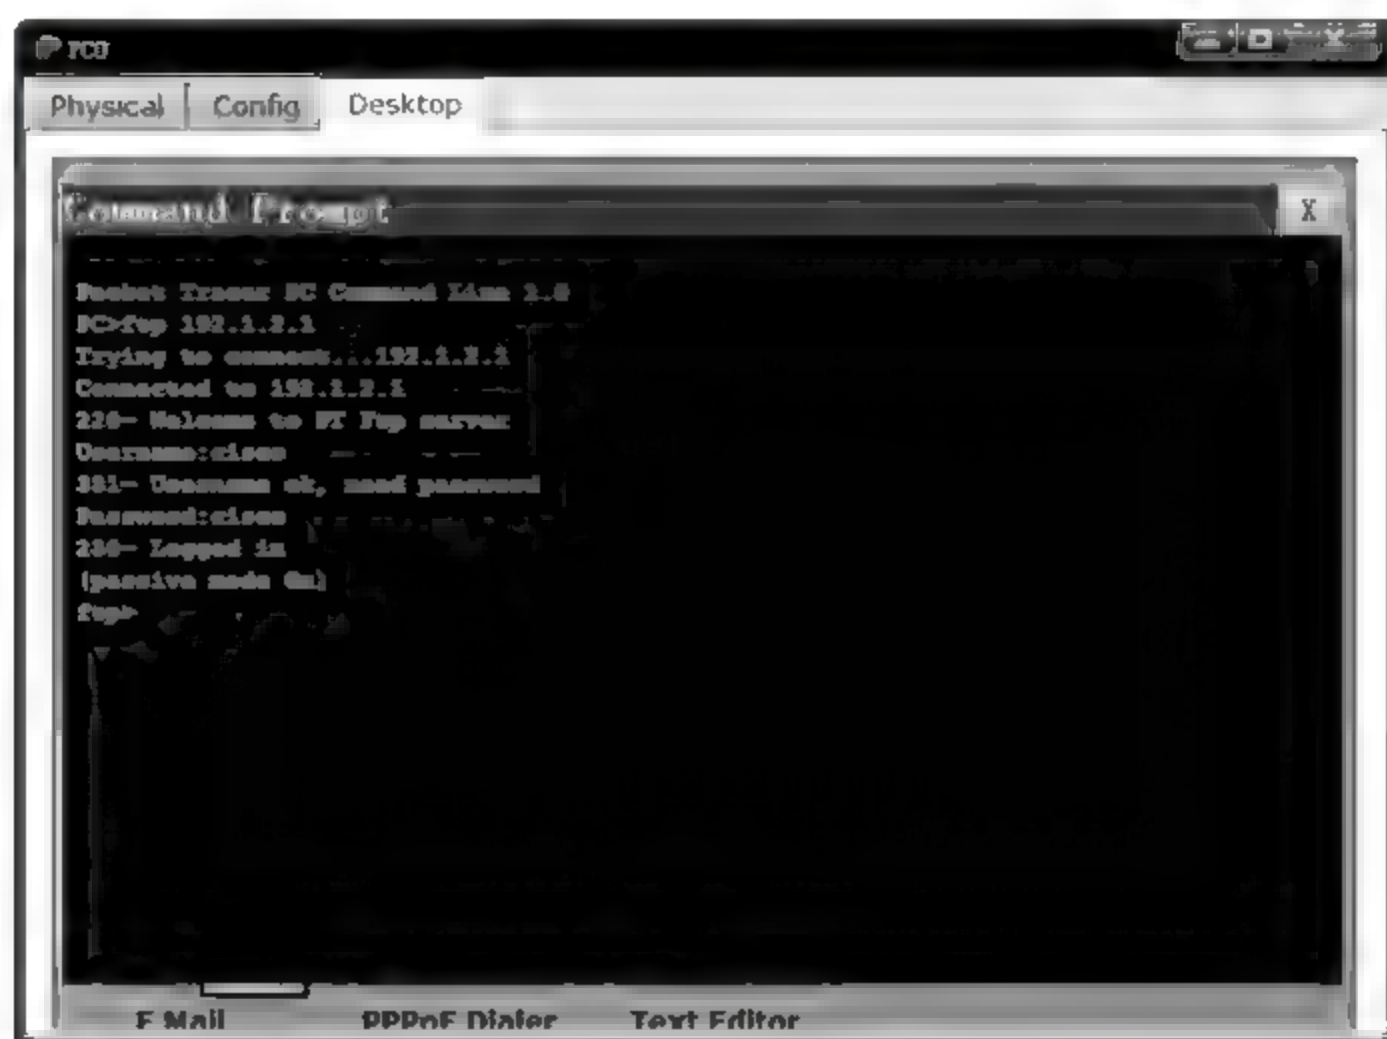 PC0
Physical Config Desktop
Command Prompt X
Packet Tracer PC Command Line 1.0
PC>ftp 192.1.2.1
Trying to connect...192.1.2.1
Connected to 192.1.2.1
220- Welcome to PT Ftp server
Username:cisco
331- Username ok, need password
Password:cisco
230- Logged in
(passive mode On)
ftp>
E Mail PPPoE Dialer Text Editor